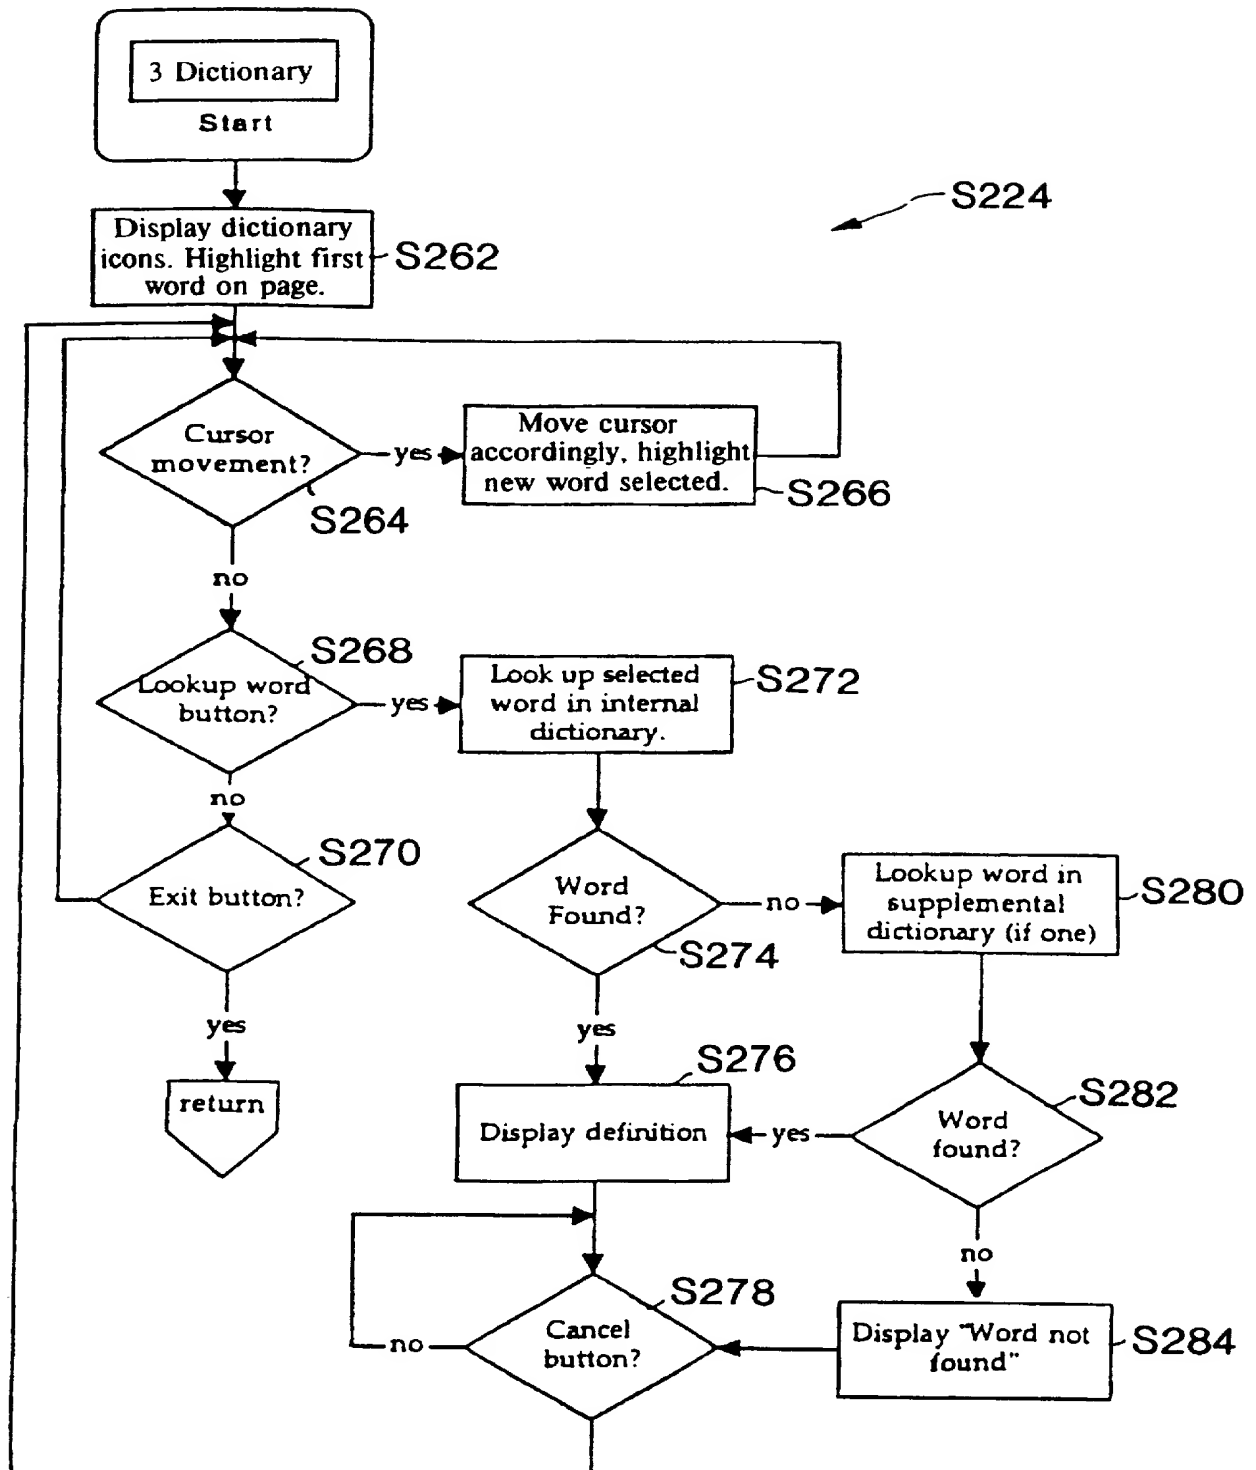 3 Dictionary
Start
S224
Display dictionary
icons. Highlight first
word on page.
S262
Cursor
movement?
yes
Move cursor
accordingly, highlight
new word selected.
S266
S264
no
S268
Lookup word
button?
yes
Look up selected
word in internal
dictionary.
S272
no
S270
Exit button?
Word
Found?
no
Lookup word in
supplemental
dictionary (if one)
S280
S274
yes
yes
return
S276
Display definition
yes
S282
Word
found?
no
S278
Cancel
button?
no
Display "Word not
found"
S284